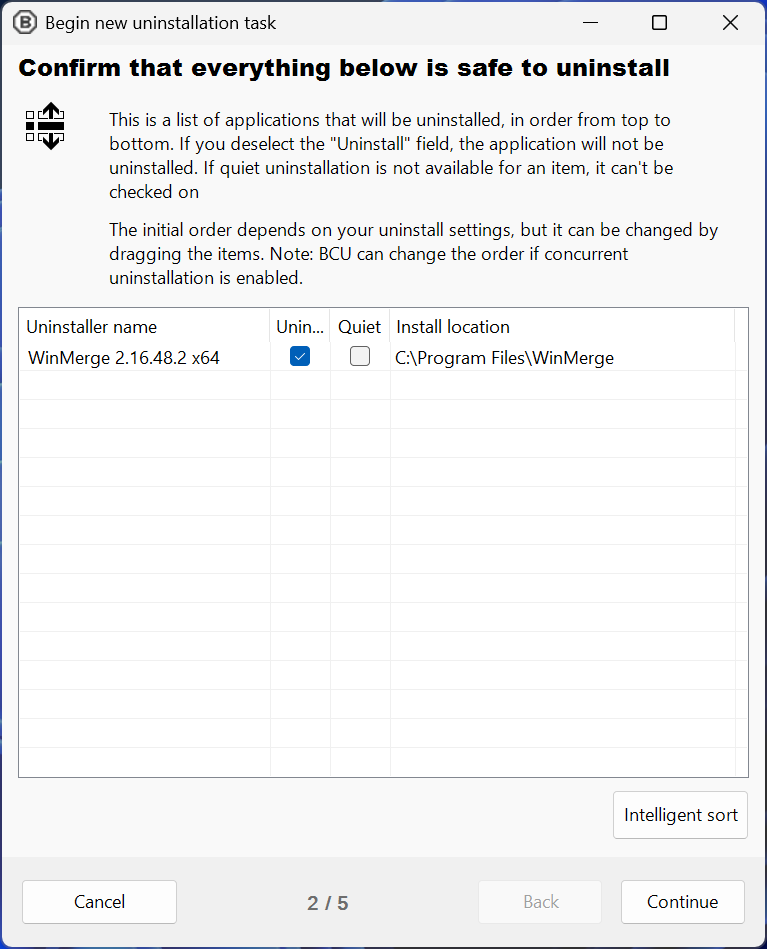 B Begin new uninstallation task
Confirm that everything below is safe to uninstall
This is a list of applications that will be uninstalled, in order from top to
bottom. If you deselect the "Uninstall" field, the application will not be
uninstalled. If quiet uninstallation is not available for an item, it can't be
checked on
The initial order depends on your uninstall settings, but it can be changed by
dragging the items. Note: BCU can change the order if concurrent
uninstallation is enabled.
Uninstaller name Unin... Quiet Install location
WinMerge 2.16.48.2 x64 C:\Program Files\WinMerge
Intelligent sort
Cancel 2 / 5 Back Continue